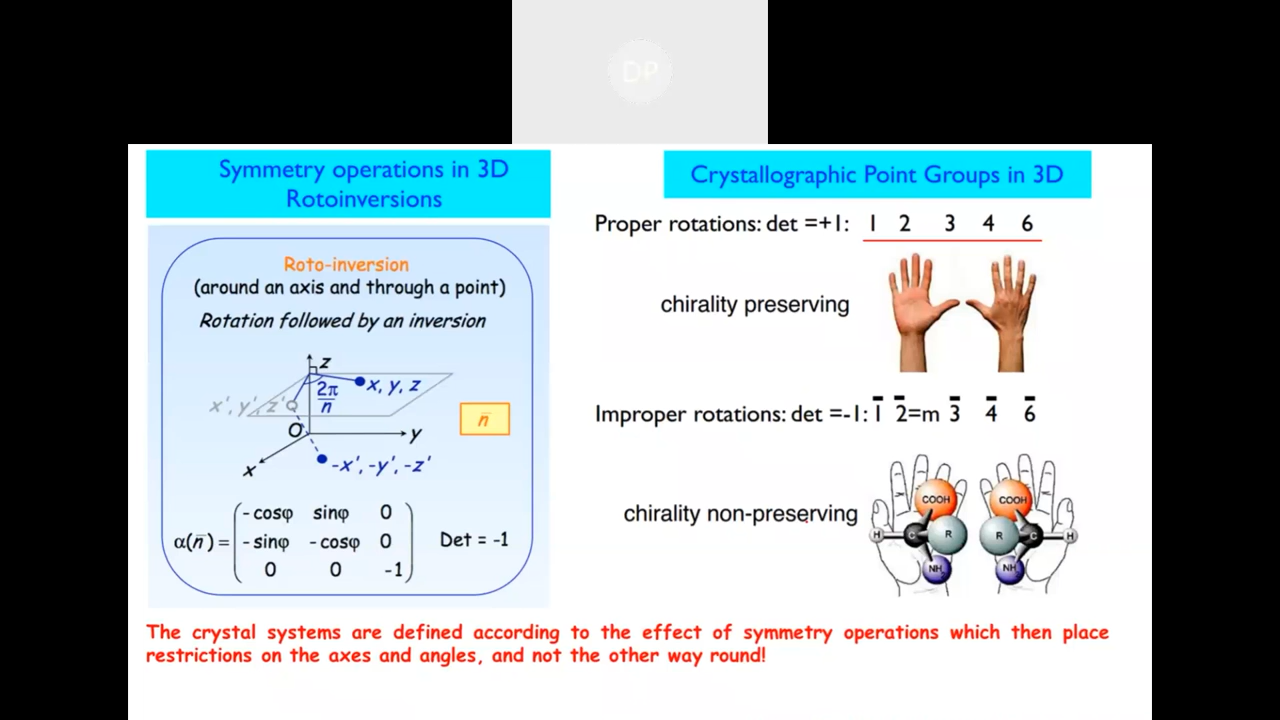 DP
Symmetry operations in 3D
Rotoinversions
Roto-inversion
(around an axis and through a point)
Rotation followed by an inversion
z
2π
n
x, y, z
x', y', z'
O
y
x
-x', -y', -z'
n̄
α(n̄) =
-cosφ sinφ 0
-sinφ -cosφ 0
0 0 -1
Det = -1
Crystallographic Point Groups in 3D
Proper rotations: det =+1: 1 2 3 4 6
chirality preserving
Improper rotations: det =-1: 1̄ 2̄=m 3̄ 4̄ 6̄
chirality non-preserving
COOH
H C R
NH2
COOH
R C H
NH2
The crystal systems are defined according to the effect of symmetry operations which then place
restrictions on the axes and angles, and not the other way round!